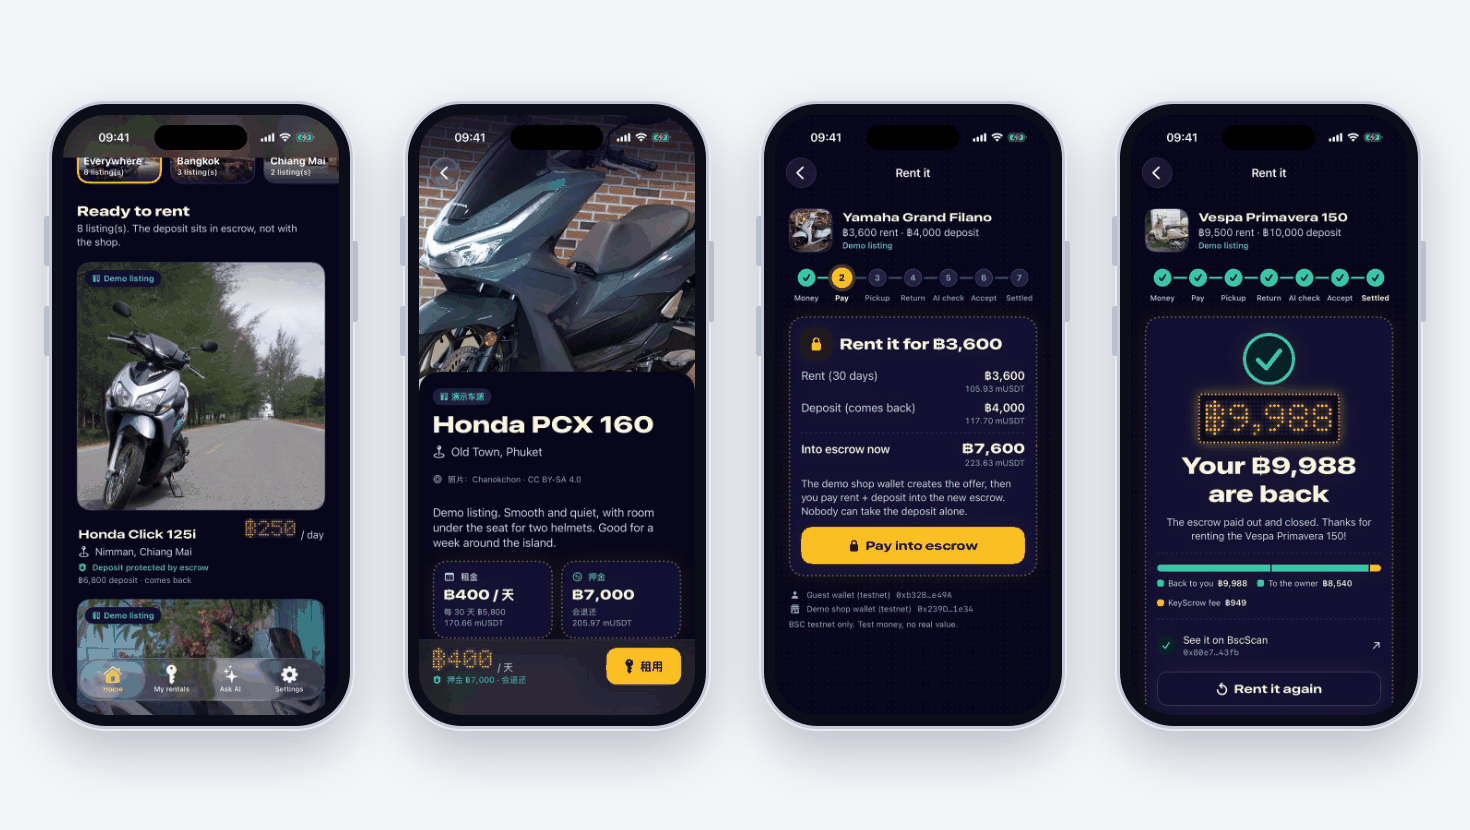 09:41
Everywhere
8 listing(s)
Bangkok
3 listing(s)
Chiang Mai
2 listing(s)
Ready to rent
8 listing(s). The deposit sits in escrow, not with
the shop.
Demo listing
Honda Click 125i
฿250 / day
Nimman, Chiang Mai
Deposit protected by escrow
฿6,800 deposit · comes back
Demo listing
Home
My rentals
Ask AI
Settings
09:41
演示车源
Honda PCX 160
Old Town, Phuket
照片: Chanokchon · CC BY-SA 4.0
Demo listing. Smooth and quiet, with room
under the seat for two helmets. Good for a
week around the island.
租金
฿400 / 天
每 30 天 ฿5,800
170.66 mUSDT
押金
฿7,000
会退还
205.97 mUSDT
฿400 / 天
押金 ฿7,000 · 会退还
租用
09:41
Rent it
Yamaha Grand Filano
฿3,600 rent · ฿4,000 deposit
Demo listing
2
3
4
5
6
7
Money
Pay
Pickup
Return
AI check
Accept
Settled
Rent it for ฿3,600
Rent (30 days)
฿3,600
105.93 mUSDT
Deposit (comes back)
฿4,000
117.70 mUSDT
Into escrow now
฿7,600
223.63 mUSDT
The demo shop wallet creates the offer, then
you pay rent + deposit into the new escrow.
Nobody can take the deposit alone.
Pay into escrow
Guest wallet (testnet) 0xb328…e49A
Demo shop wallet (testnet) 0x239D…1e34
BSC testnet only. Test money, no real value.
09:41
Rent it
Vespa Primavera 150
฿9,500 rent · ฿10,000 deposit
Demo listing
Money
Pay
Pickup
Return
AI check
Accept
Settled
฿9,988
Your ฿9,988
are back
The escrow paid out and closed. Thanks for
renting the Vespa Primavera 150!
Back to you ฿9,988
To the owner ฿8,540
KeyScrow fee ฿949
See it on BscScan
0x80e7…43fb
Rent it again